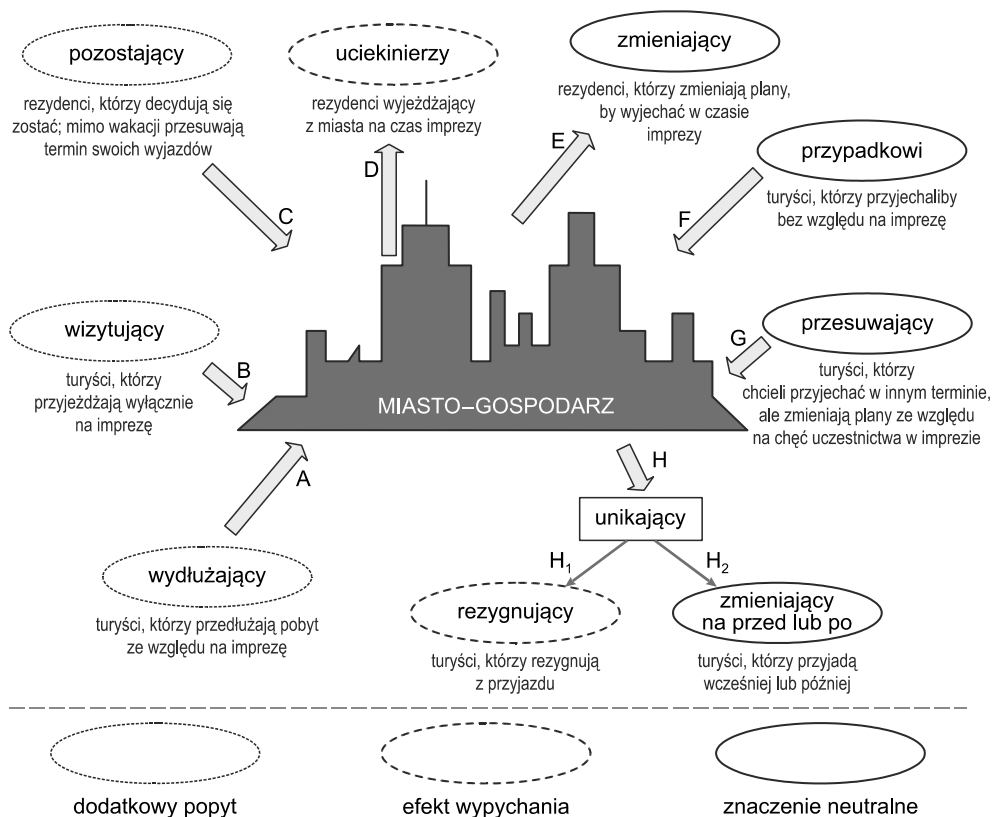 pozostający
rezydenci, którzy decydują się
zostać; mimo wakacji przesuwają
termin swoich wyjazdów
C
uciekinierzy
rezydenci wyjeżdżający
z miasta na czas imprezy
D
zmieniający
rezydenci, którzy zmieniają plany,
by wyjechać w czasie
imprezy
E
przypadkowi
turyści, którzy przyjechaliby
bez względu na imprezę
F
wizytujący
turyści, którzy
przyjeżdżają wyłącznie
na imprezę
B
przesuwający
turyści, którzy
chcieli przyjechać w innym terminie,
ale zmieniają plany ze względu
na chęć uczestnictwa w imprezie
G
MIASTO–GOSPODARZ
A
wydłużający
turyści, którzy przedłużają pobyt
ze względu na imprezę
H
unikający
H1
H2
rezygnujący
turyści, którzy rezygnują
z przyjazdu
zmieniający
na przed lub po
turyści, którzy przyjadą
wcześniej lub później
dodatkowy popyt
efekt wypychania
znaczenie neutralne